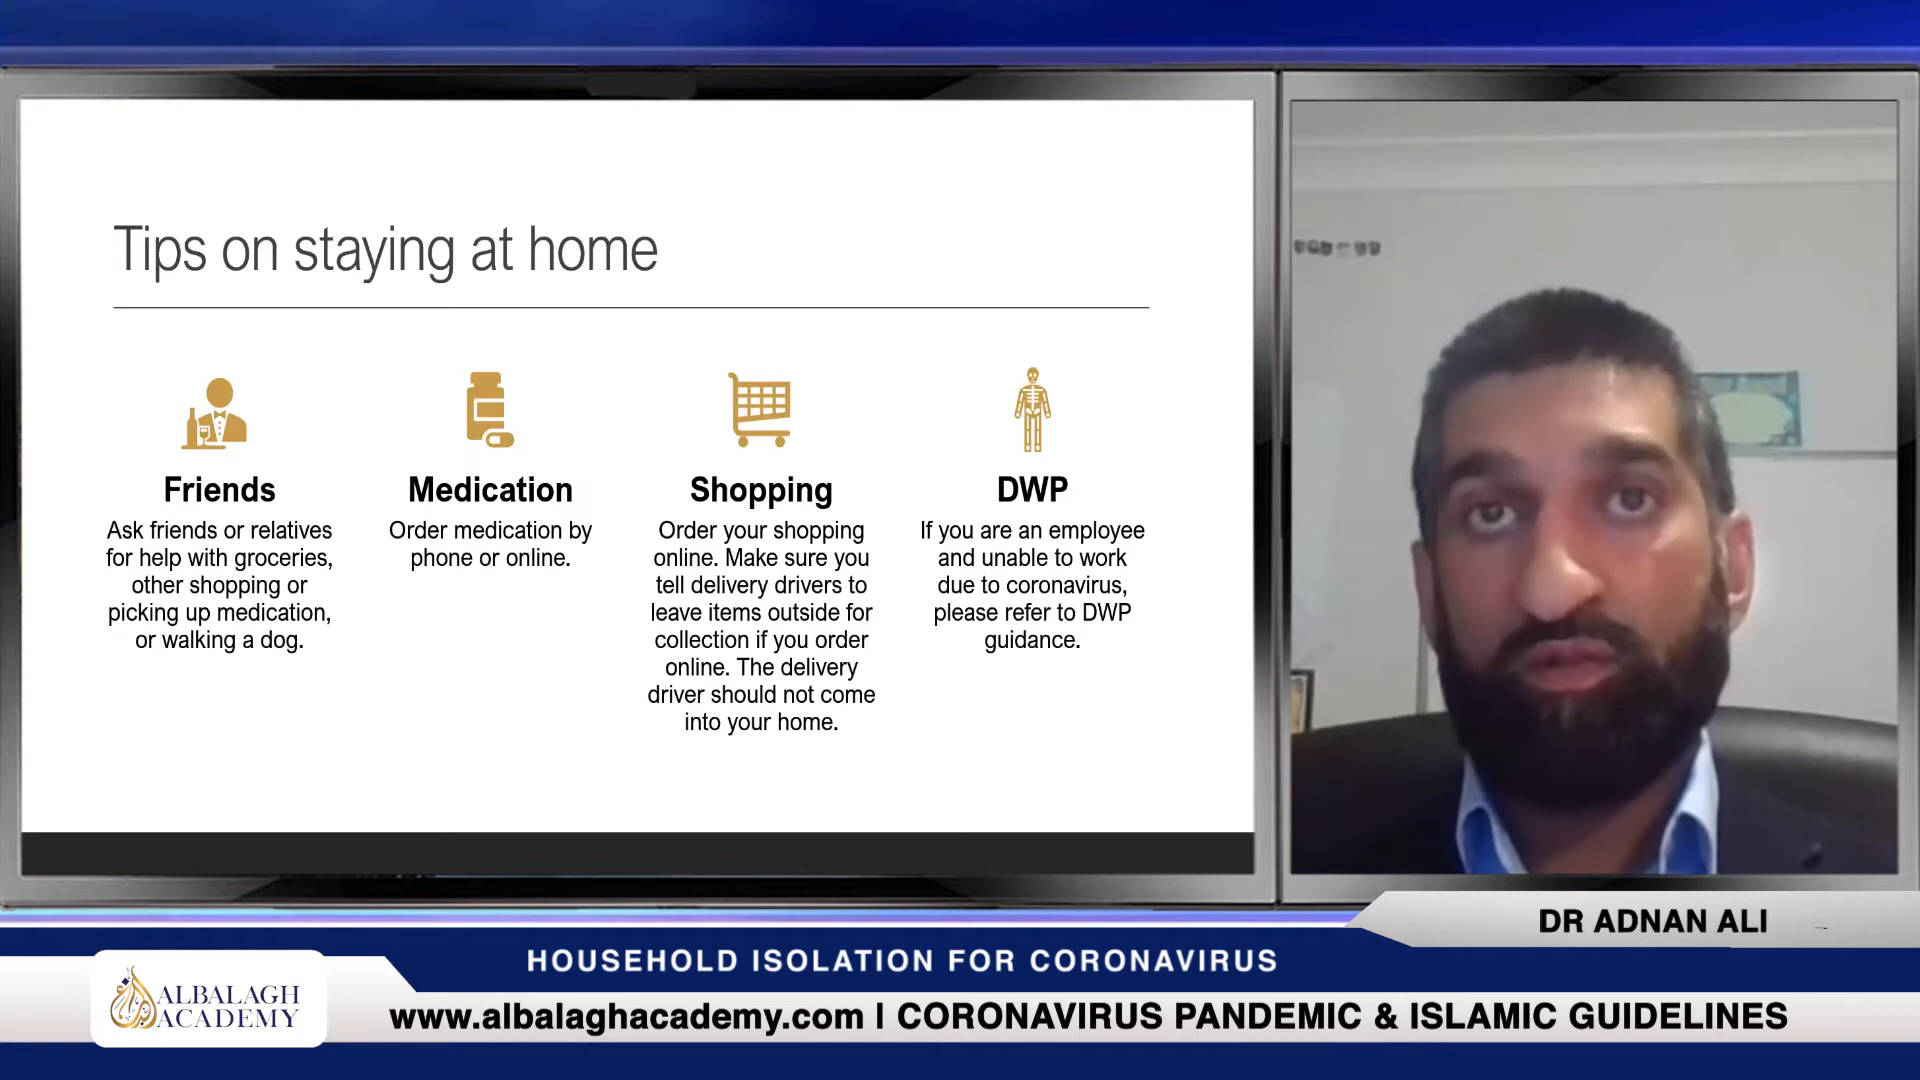 Tips on staying at home
Friends
Ask friends or relatives
for help with groceries,
other shopping or
picking up medication,
or walking a dog.
Medication
Order medication by
phone or online.
Shopping
Order your shopping
online. Make sure you
tell delivery drivers to
leave items outside for
collection if you order
online. The delivery
driver should not come
into your home.
DWP
If you are an employee
and unable to work
due to coronavirus,
please refer to DWP
guidance.
DR ADNAN ALI
HOUSEHOLD ISOLATION FOR CORONAVIRUS
ALBALAGH
ACADEMY
www.albalaghacademy.com I CORONAVIRUS PANDEMIC & ISLAMIC GUIDELINES